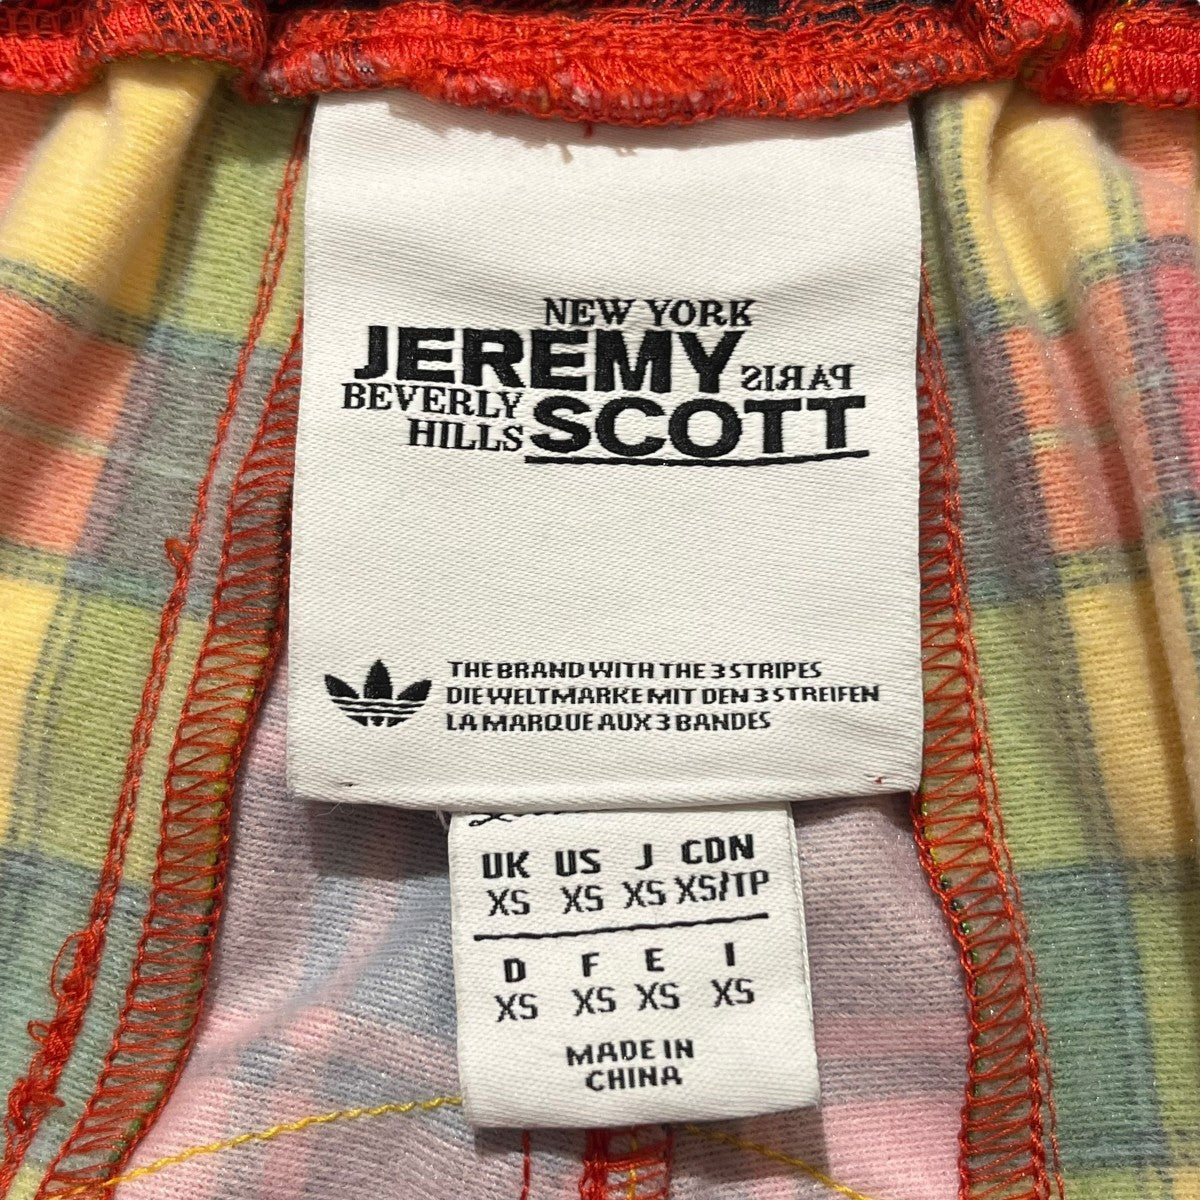 NEW YORK
JEREMY PARIS
BEVERLY
HILLS SCOTT
THE BRAND WITH THE 3 STRIPES
DIE WELTMARKE MIT DEN 3 STREIFEN
LA MARQUE AUX 3 BANDES
UK US J CDN
XS XS XS XS/TP
D F E I
XS XS XS XS
MADE IN
CHINA